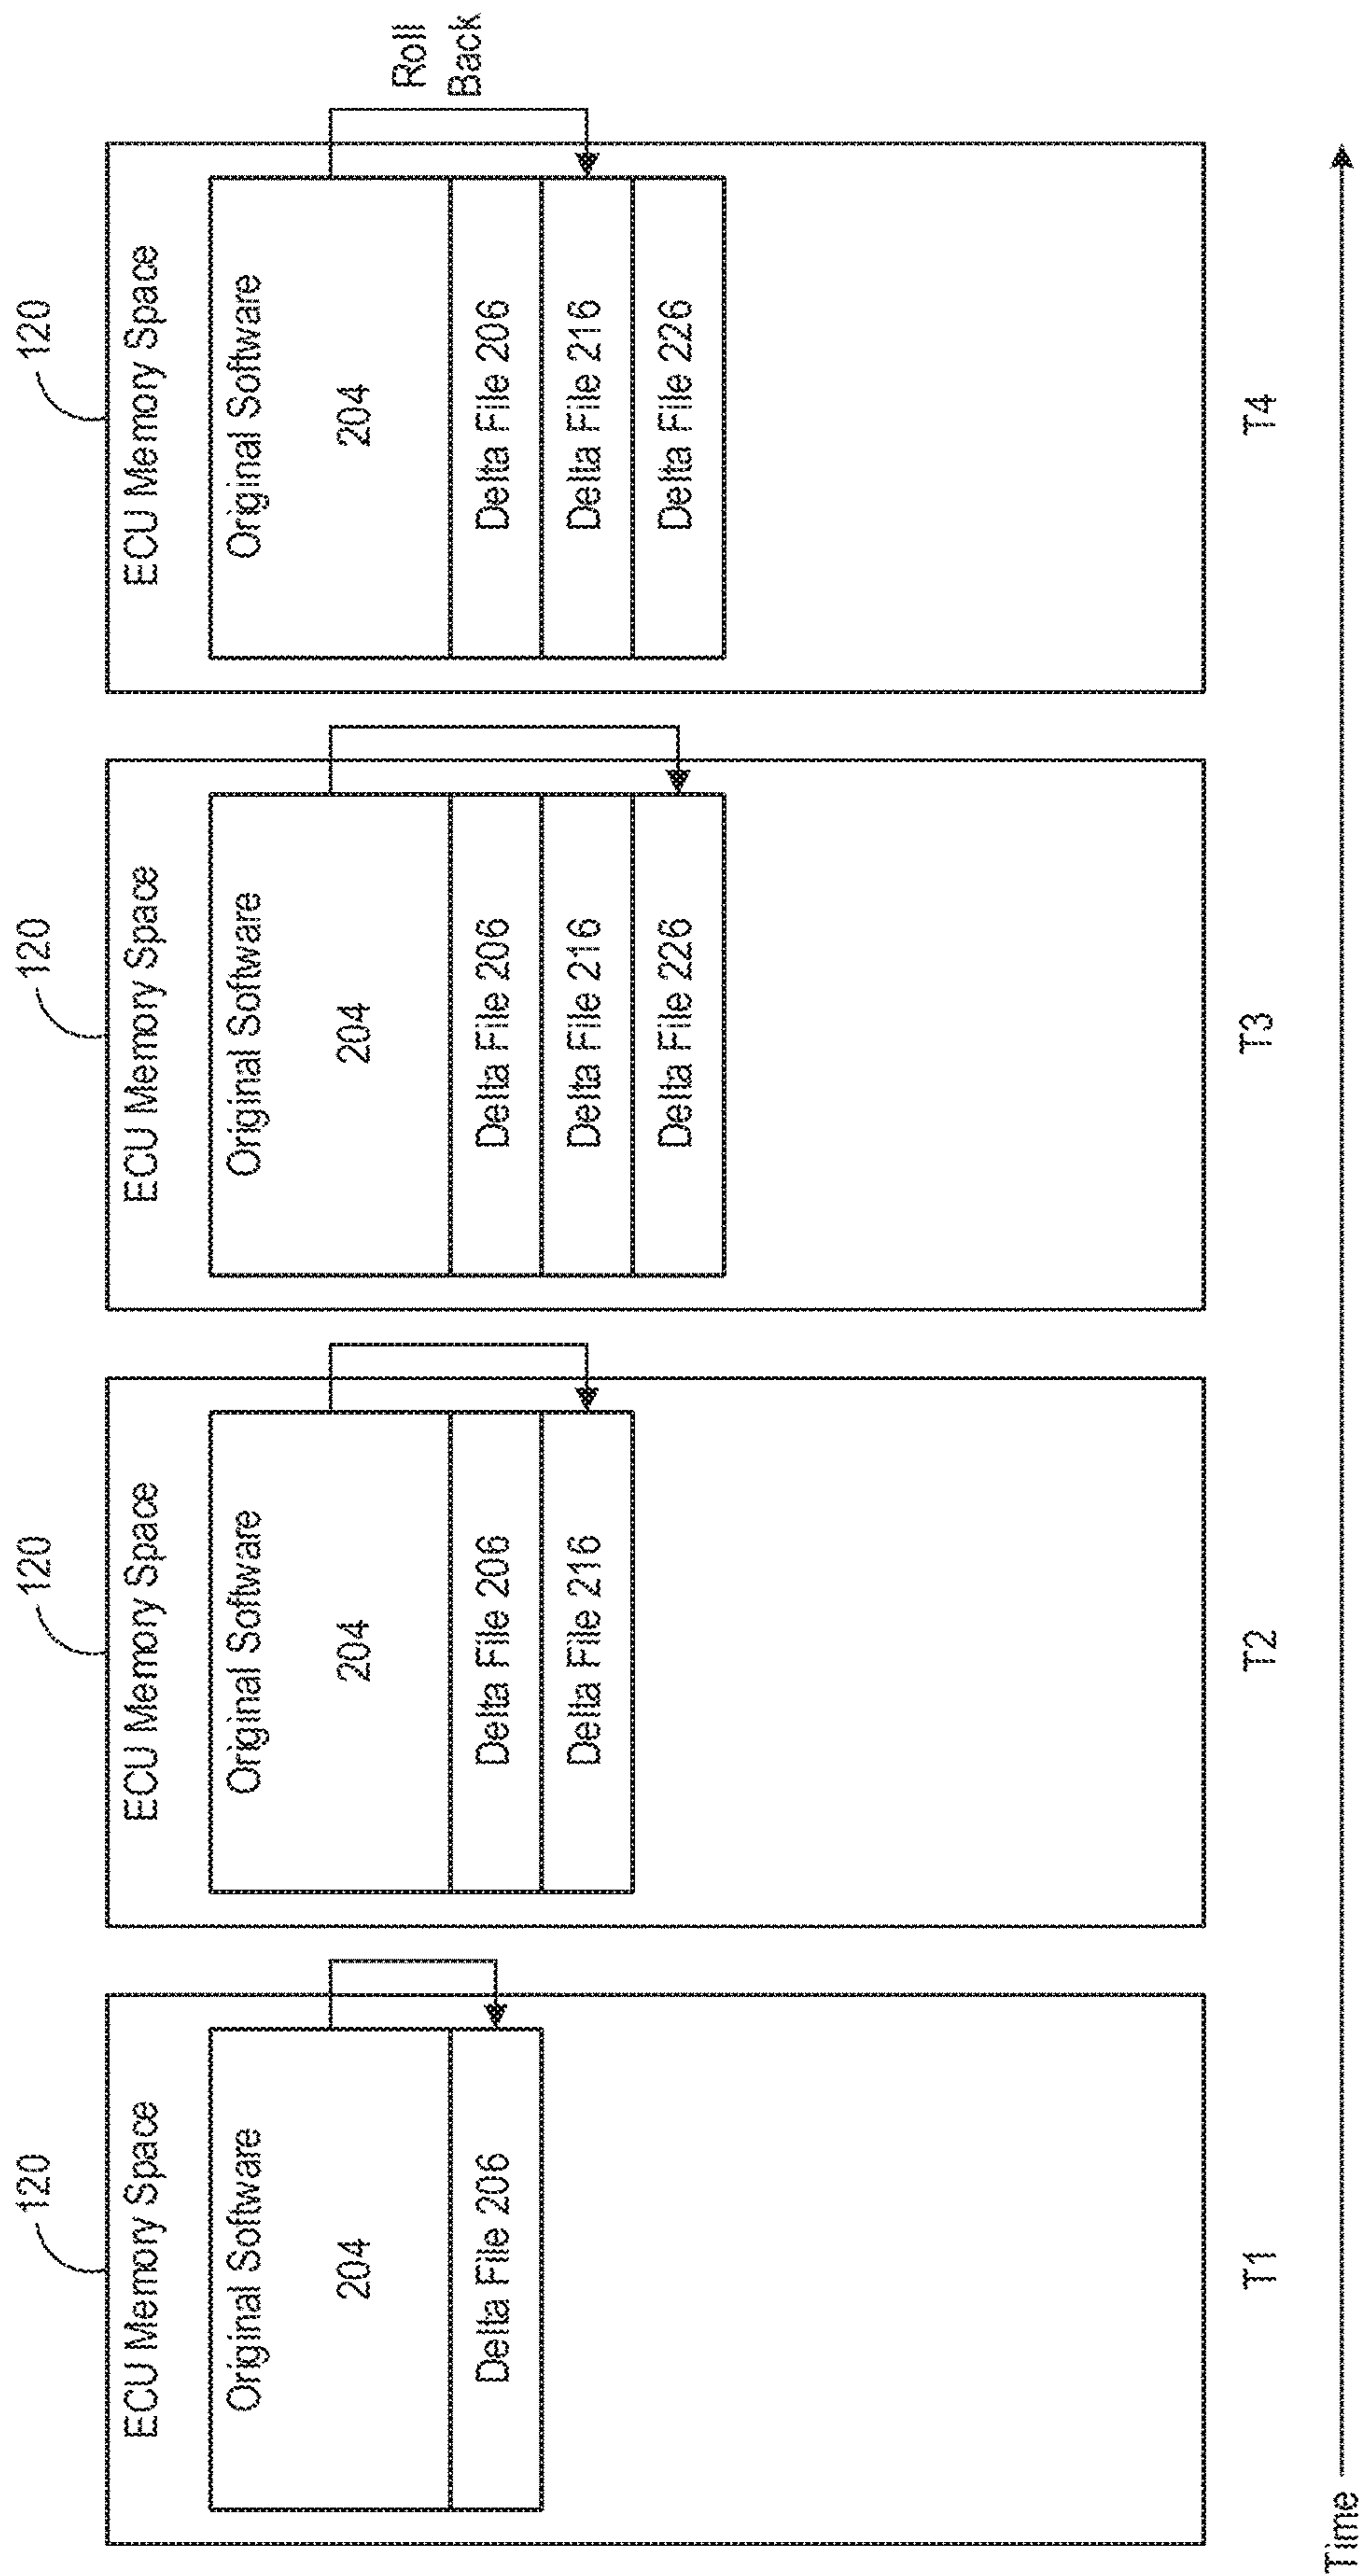 120
ECU Memory Space
Original Software
204
Delta File 206
T1
120
ECU Memory Space
Original Software
204
Delta File 206
Delta File 216
T2
120
ECU Memory Space
Original Software
204
Delta File 206
Delta File 216
Delta File 226
T3
120
ECU Memory Space
Original Software
204
Delta File 206
Delta File 216
Delta File 226
T4
Roll
Back
Time